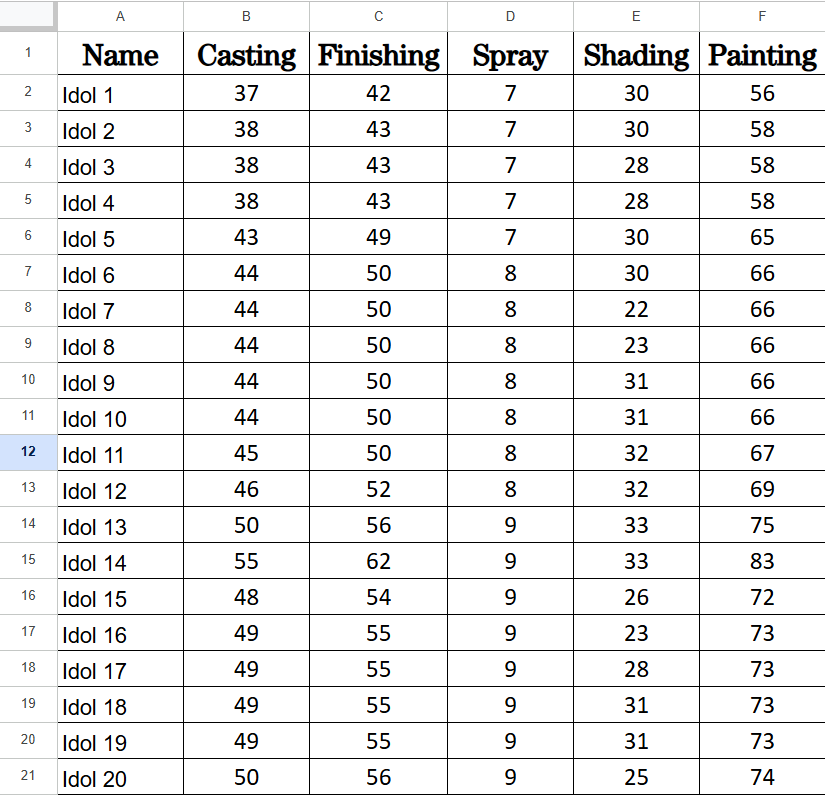 A B C D E F
1 Name Casting Finishing Spray Shading Painting
2 Idol 1 37 42 7 30 56
3 Idol 2 38 43 7 30 58
4 Idol 3 38 43 7 28 58
5 Idol 4 38 43 7 28 58
6 Idol 5 43 49 7 30 65
7 Idol 6 44 50 8 30 66
8 Idol 7 44 50 8 22 66
9 Idol 8 44 50 8 23 66
10 Idol 9 44 50 8 31 66
11 Idol 10 44 50 8 31 66
12 Idol 11 45 50 8 32 67
13 Idol 12 46 52 8 32 69
14 Idol 13 50 56 9 33 75
15 Idol 14 55 62 9 33 83
16 Idol 15 48 54 9 26 72
17 Idol 16 49 55 9 23 73
18 Idol 17 49 55 9 28 73
19 Idol 18 49 55 9 31 73
20 Idol 19 49 55 9 31 73
21 Idol 20 50 56 9 25 74